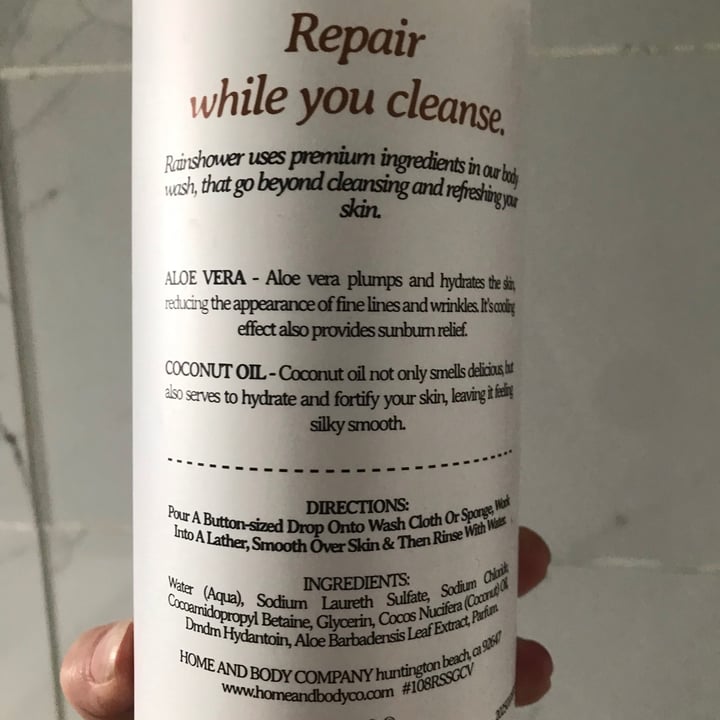 Repair
while you cleanse.
Rainshower uses premium ingredients in our body
wash, that go beyond cleansing and refreshing your
skin.
ALOE VERA - Aloe vera plumps and hydrates the skin,
reducing the appearance of fine lines and wrinkles. It's cooling
effect also provides sunburn relief.
COCONUT OIL - Coconut oil not only smells delicious, but
also serves to hydrate and fortify your skin, leaving it feeling
silky smooth.
DIRECTIONS:
Pour A Button-sized Drop Onto Wash Cloth Or Sponge, Work
Into A Lather, Smooth Over Skin & Then Rinse With Water.
INGREDIENTS:
Water (Aqua), Sodium Laureth Sulfate, Sodium Chloride,
Cocoamidopropyl Betaine, Glycerin, Cocos Nucifera (Coconut) Oil,
Dmdm Hydantoin, Aloe Barbadensis Leaf Extract, Parfum.
HOME AND BODY COMPANY huntington beach, ca 92647
www.homeandbodyco.com #108RSSGCV